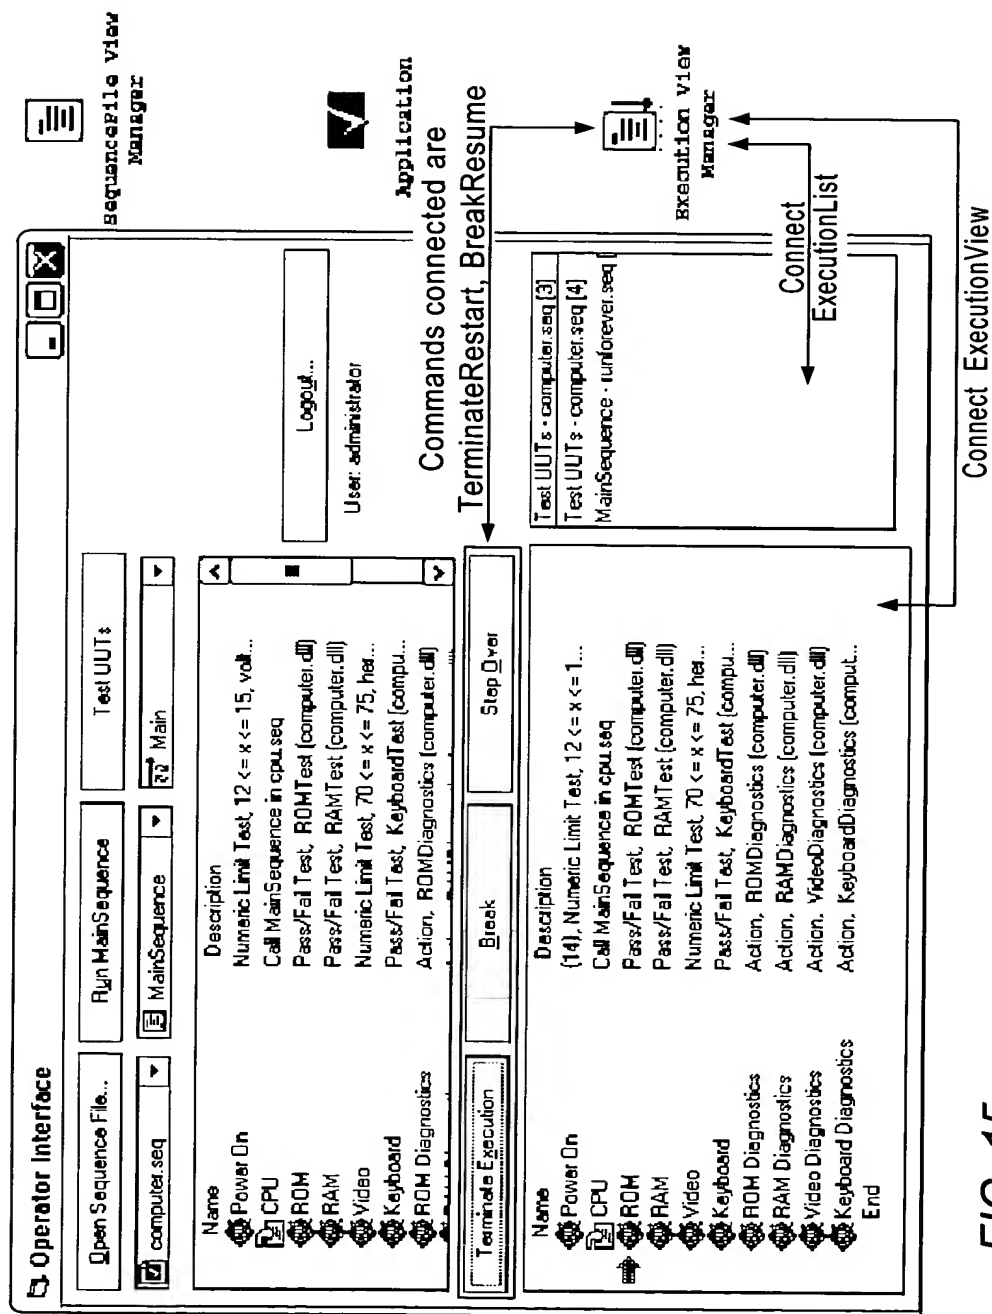 Operator Interface
Open Sequence File...
Run MainSequence
Test UUTs
computer.seq
MainSequence
Main
Name Description
Power On Numeric Limit Test, 12 <= x <= 15, volt...
CPU Call MainSequence in cpu.seq
ROM Pass/Fail Test, ROMTest (computer.dll)
RAM Pass/Fail Test, RAMTest (computer.dll)
Video Numeric Limit Test, 70 <= x <= 75, her...
Keyboard Pass/Fail Test, KeyboardTest (compu...
ROM Diagnostics Action, ROMDiagnostics (computer.dll)
Logout...
User: administrator
Terminate Execution
Break
Step Over
Name Description
Power On (14), Numeric Limit Test, 12 <= x <= 1...
CPU Call MainSequence in cpu.seq
ROM Pass/Fail Test, ROMTest (computer.dll)
RAM Pass/Fail Test, RAMTest (computer.dll)
Video Numeric Limit Test, 70 <= x <= 75, her...
Keyboard Pass/Fail Test, KeyboardTest (compu...
ROM Diagnostics Action, ROMDiagnostics (computer.dll)
RAM Diagnostics Action, RAMDiagnostics (computer.dll)
Video Diagnostics Action, VideoDiagnostics (computer.dll)
Keyboard Diagnostics Action, KeyboardDiagnostics (comput...
End
Test UUTs - computer.seq [3]
Test UUTs - computer.seq [4]
MainSequence - runforever.seq [
SequenceFile View
Manager
Application
Commands connected are
TerminateRestart, BreakResume
Execution View
Manager
Connect
ExecutionList
Connect ExecutionView
FIG. 15